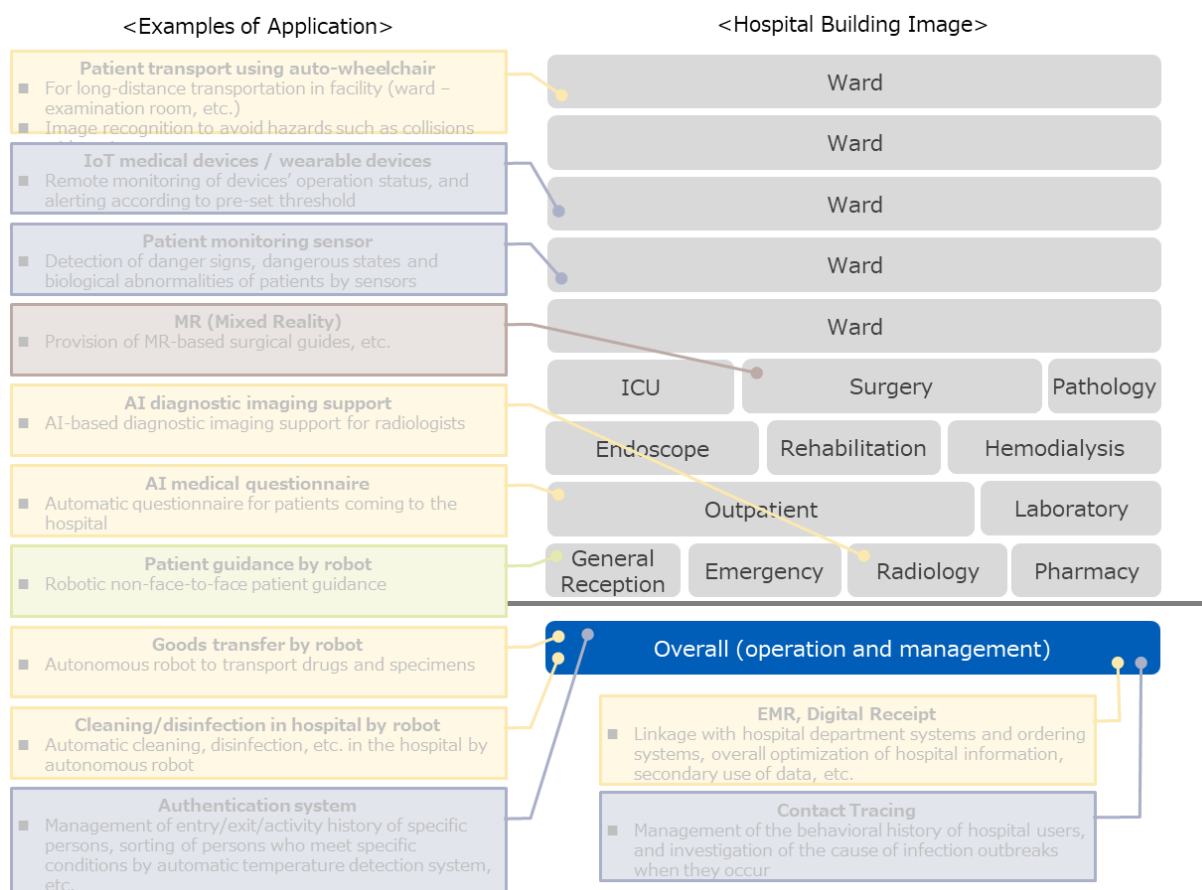 <Examples of Application>
Patient transport using auto-wheelchair
■ For long-distance transportation in facility (ward –
examination room, etc.)
■ Image recognition to avoid hazards such as collisions
IoT medical devices / wearable devices
■ Remote monitoring of devices’ operation status, and
alerting according to pre-set threshold
Patient monitoring sensor
■ Detection of danger signs, dangerous states and
biological abnormalities of patients by sensors
MR (Mixed Reality)
■ Provision of MR-based surgical guides, etc.
AI diagnostic imaging support
■ AI-based diagnostic imaging support for radiologists
AI medical questionnaire
■ Automatic questionnaire for patients coming to the
hospital
Patient guidance by robot
■ Robotic non-face-to-face patient guidance
Goods transfer by robot
■ Autonomous robot to transport drugs and specimens
Cleaning/disinfection in hospital by robot
■ Automatic cleaning, disinfection, etc. in the hospital by
autonomous robot
Authentication system
■ Management of entry/exit/activity history of specific
persons, sorting of persons who meet specific
conditions by automatic temperature detection system,
etc.
<Hospital Building Image>
Ward
Ward
Ward
Ward
Ward
ICU
Surgery
Pathology
Endoscope
Rehabilitation
Hemodialysis
Outpatient
Laboratory
General
Reception
Emergency
Radiology
Pharmacy
Overall (operation and management)
EMR, Digital Receipt
■ Linkage with hospital department systems and ordering
systems, overall optimization of hospital information,
secondary use of data, etc.
Contact Tracing
■ Management of the behavioral history of hospital users,
and investigation of the cause of infection outbreaks
when they occur